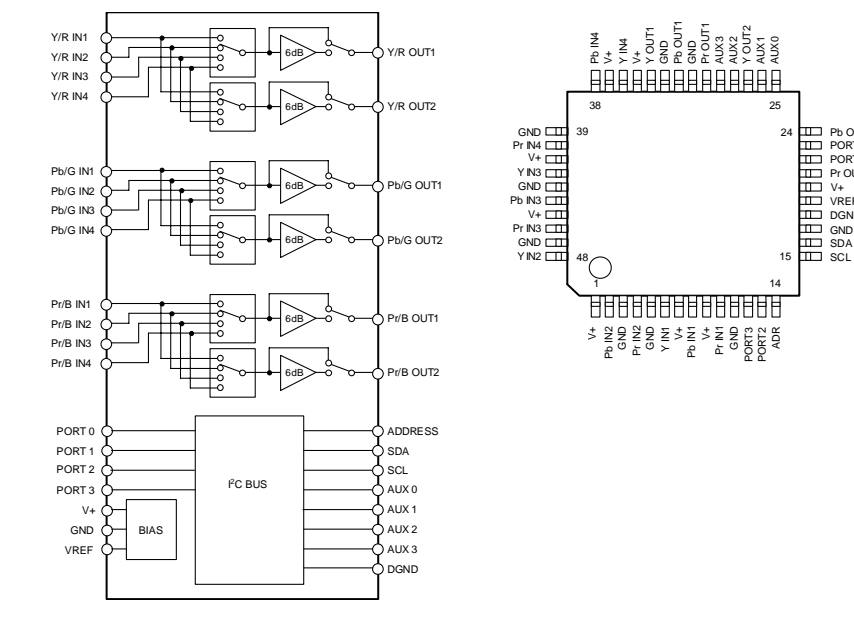 Y/R IN1
Y/R IN2
Y/R IN3
Y/R IN4
6dB
Y/R OUT1
6dB
Y/R OUT2
Pb/G IN1
Pb/G IN2
Pb/G IN3
Pb/G IN4
6dB
Pb/G OUT1
6dB
Pb/G OUT2
Pr/B IN1
Pr/B IN2
Pr/B IN3
Pr/B IN4
6dB
Pr/B OUT1
6dB
Pr/B OUT2
PORT 0
PORT 1
PORT 2
PORT 3
V+
GND
VREF
BIAS
I²C BUS
ADDRESS
SDA
SCL
AUX 0
AUX 1
AUX 2
AUX 3
DGND
Pb IN4
V+
Y IN4
V+
Y OUT1
GND
Pb OUT1
GND
Pr OUT1
AUX3
AUX2
Y OUT2
AUX1
AUX0
38
25
GND
Pr IN4
V+
Y IN3
GND
Pb IN3
V+
Pr IN3
GND
Y IN2
39
48
24
15
Pb O
POR
POR
Pr OU
V+
VREF
DGN
GND
SDA
SCL
1
14
V+
Pb IN2
GND
Pr IN2
GND
Y IN1
V+
Pb IN1
V+
Pr IN1
GND
PORT3
PORT2
ADR